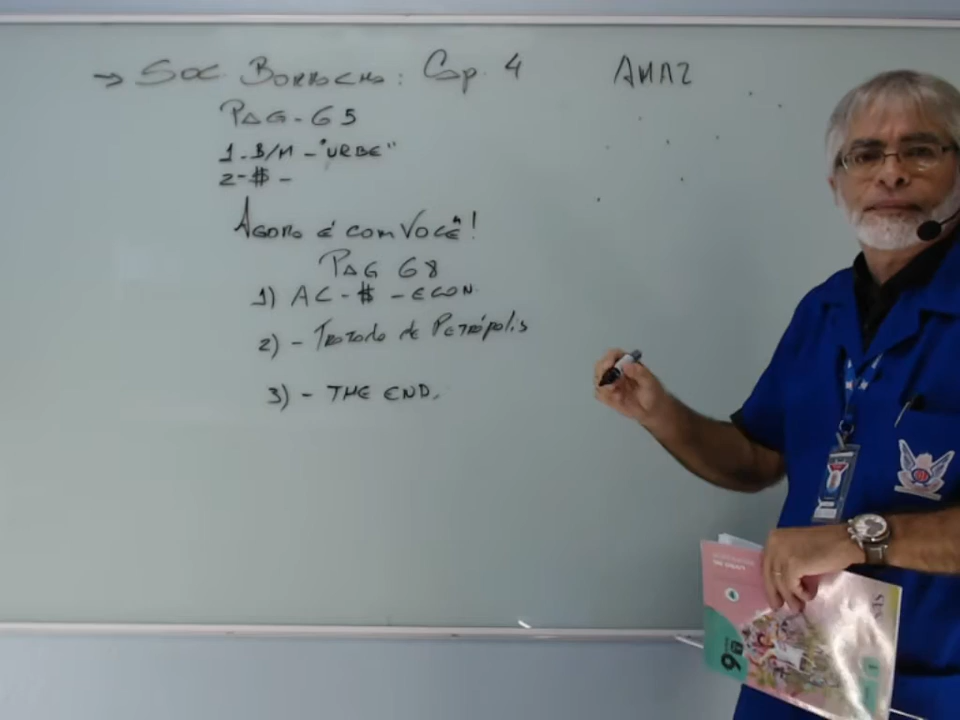 → Soc Borracha: Cap. 4
AMAZ
PAG - 65
1 - B/M - "URBE"
2 - $ -
Agora é com Você"!
PAG 68
1) AC - $ - ECON.
2) - Tratado de Petrópolis
3) - THE END.
9